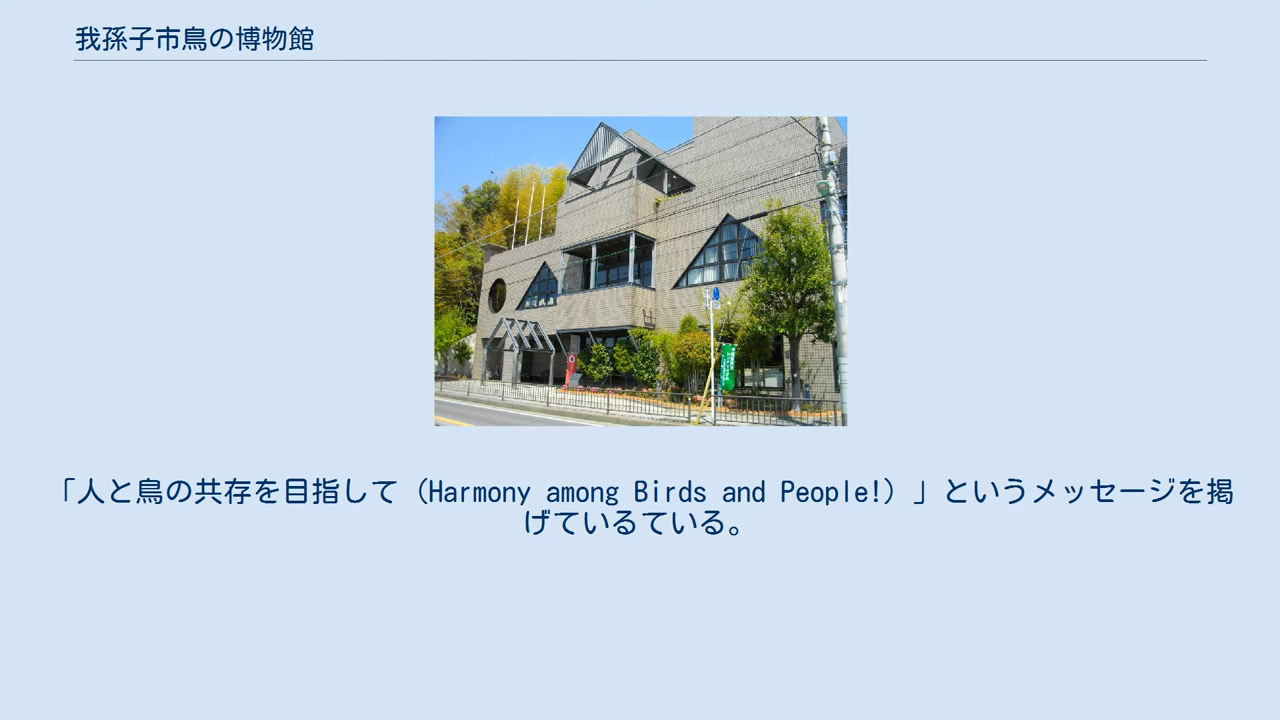 我孫子市鳥の博物館
「人と鳥の共存を目指して（Harmony among Birds and People!）」というメッセージを掲
げているている。